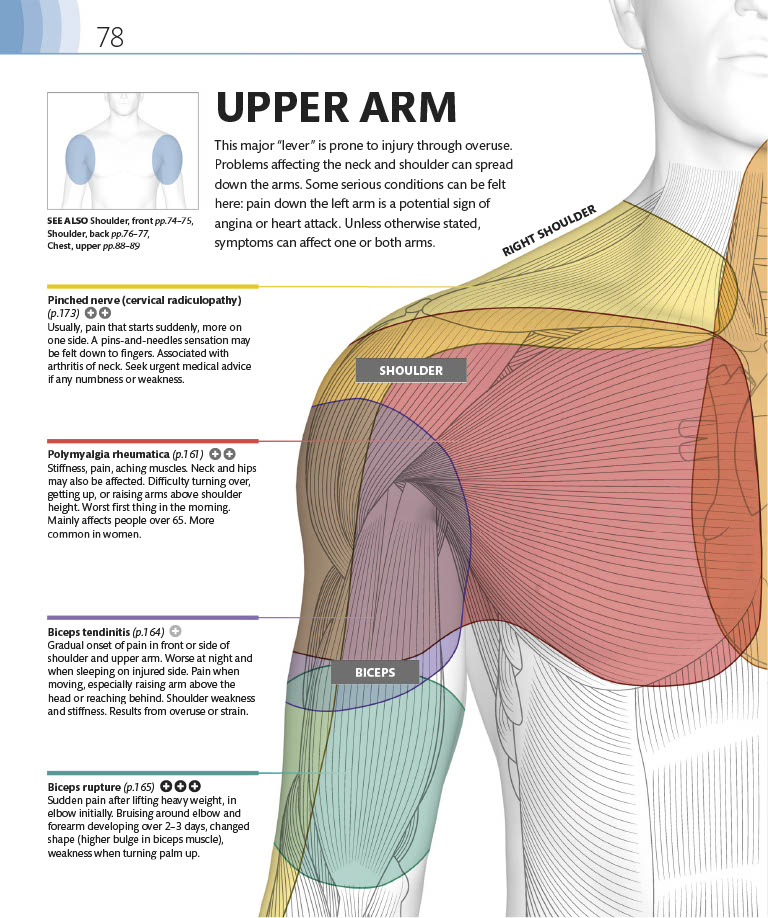 78
UPPER ARM
This major “lever” is prone to injury through overuse.
Problems affecting the neck and shoulder can spread
down the arms. Some serious conditions can be felt
here: pain down the left arm is a potential sign of
angina or heart attack. Unless otherwise stated,
symptoms can affect one or both arms.
SEE ALSO Shoulder, front pp.74–75,
Shoulder, back pp.76–77,
Chest, upper pp.88–89
RIGHT SHOULDER
Pinched nerve (cervical radiculopathy)
(p.173)
Usually, pain that starts suddenly, more on
one side. A pins-and-needles sensation may
be felt down to fingers. Associated with
arthritis of neck. Seek urgent medical advice
if any numbness or weakness.
SHOULDER
Polymyalgia rheumatica (p.161)
Stiffness, pain, aching muscles. Neck and hips
may also be affected. Difficulty turning over,
getting up, or raising arms above shoulder
height. Worst first thing in the morning.
Mainly affects people over 65. More
common in women.
Biceps tendinitis (p.164)
Gradual onset of pain in front or side of
shoulder and upper arm. Worse at night and
when sleeping on injured side. Pain when
moving, especially raising arm above the
head or reaching behind. Shoulder weakness
and stiffness. Results from overuse or strain.
BICEPS
Biceps rupture (p.165)
Sudden pain after lifting heavy weight, in
elbow initially. Bruising around elbow and
forearm developing over 2–3 days, changed
shape (higher bulge in biceps muscle),
weakness when turning palm up.